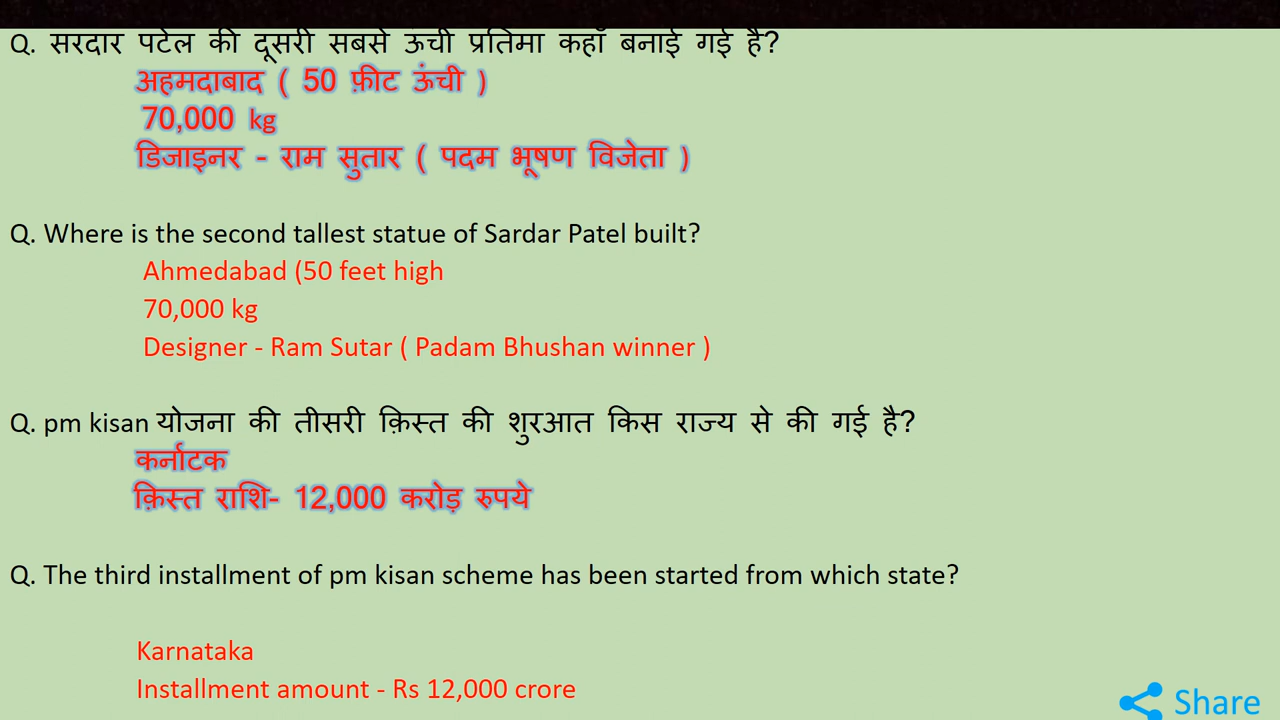 Q. सरदार पटेल की दूसरी सबसे ऊंची प्रतिमा कहाँ बनाई गई है?
अहमदाबाद ( 50 फ़ीट ऊंची )
70,000 kg
डिजाइनर - राम सुतार ( पदम भूषण विजेता )
Q. Where is the second tallest statue of Sardar Patel built?
Ahmedabad (50 feet high
70,000 kg
Designer - Ram Sutar ( Padam Bhushan winner )
Q. pm kisan योजना की तीसरी क़िस्त की शुरआत किस राज्य से की गई है?
कर्नाटक
क़िस्त राशि- 12,000 करोड़ रुपये
Q. The third installment of pm kisan scheme has been started from which state?
Karnataka
Installment amount - Rs 12,000 crore
Share